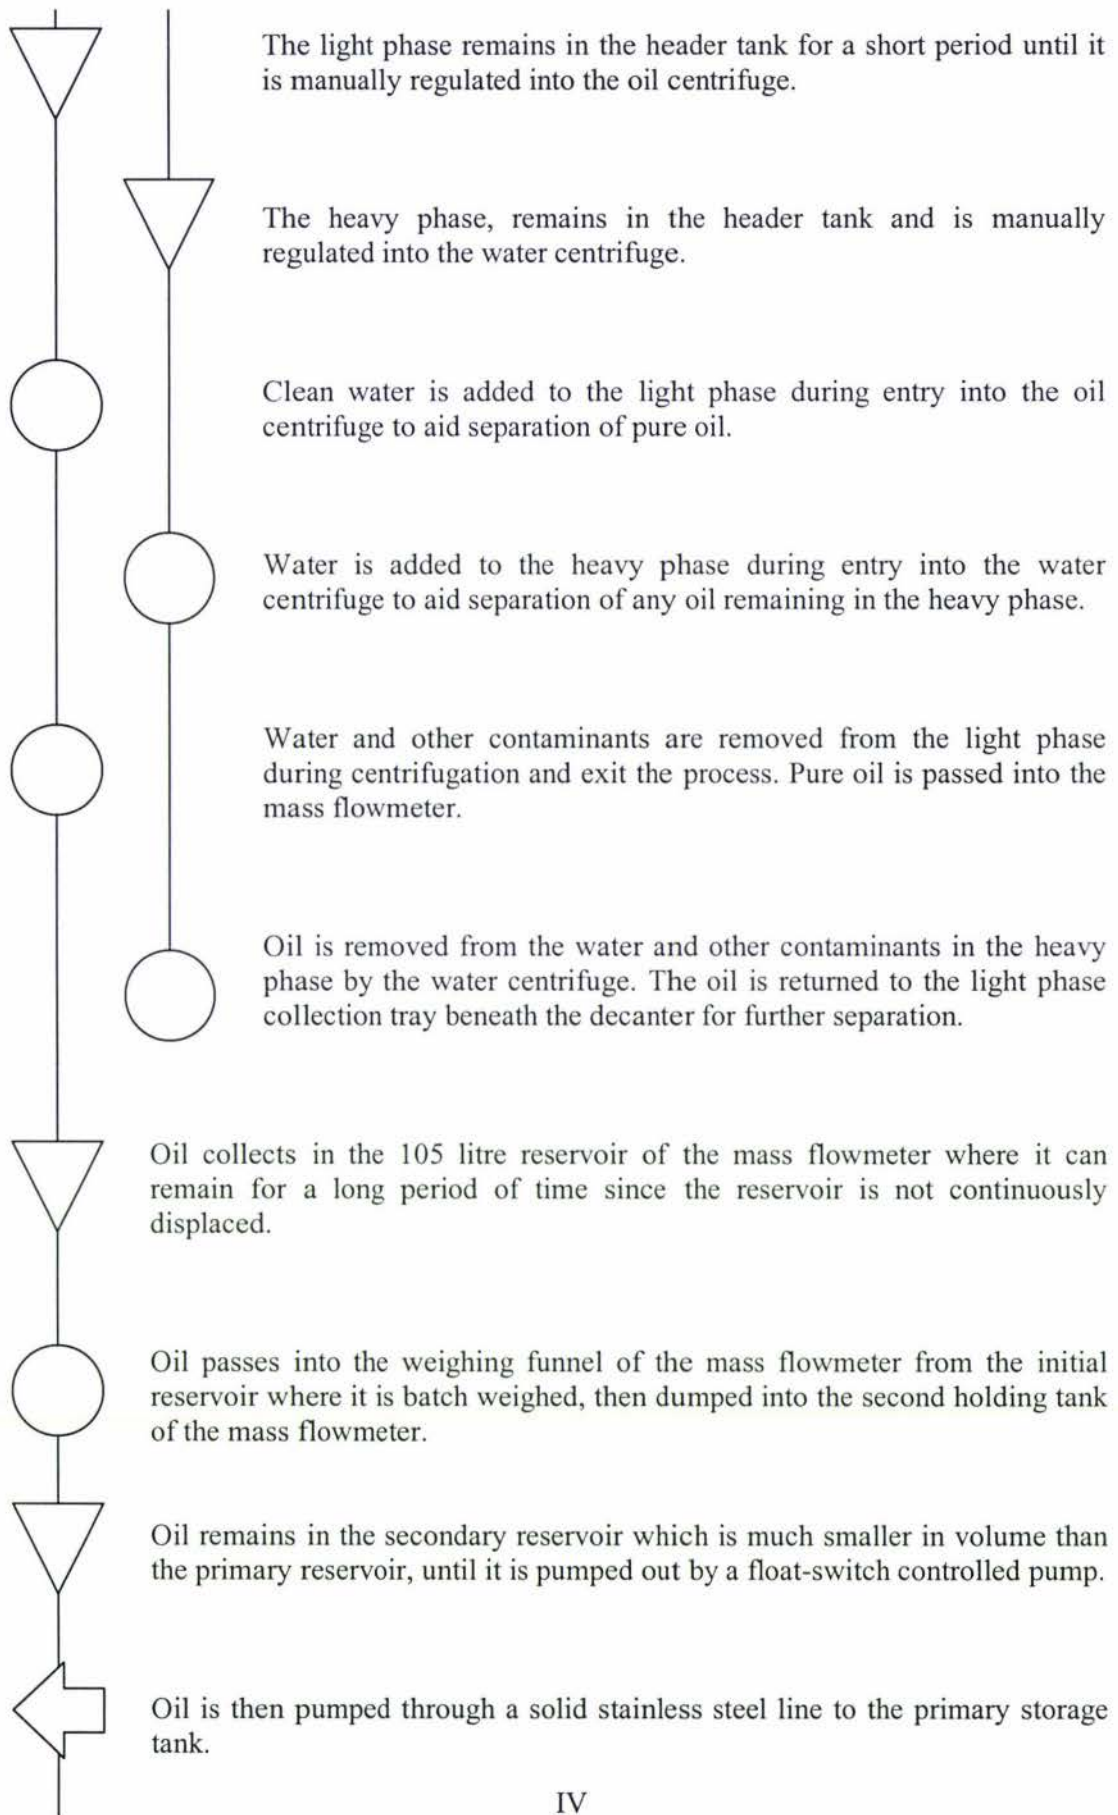 The light phase remains in the header tank for a short period until it
is manually regulated into the oil centrifuge.
The heavy phase, remains in the header tank and is manually
regulated into the water centrifuge.
Clean water is added to the light phase during entry into the oil
centrifuge to aid separation of pure oil.
Water is added to the heavy phase during entry into the water
centrifuge to aid separation of any oil remaining in the heavy phase.
Water and other contaminants are removed from the light phase
during centrifugation and exit the process. Pure oil is passed into the
mass flowmeter.
Oil is removed from the water and other contaminants in the heavy
phase by the water centrifuge. The oil is returned to the light phase
collection tray beneath the decanter for further separation.
Oil collects in the 105 litre reservoir of the mass flowmeter where it can
remain for a long period of time since the reservoir is not continuously
displaced.
Oil passes into the weighing funnel of the mass flowmeter from the initial
reservoir where it is batch weighed, then dumped into the second holding tank
of the mass flowmeter.
Oil remains in the secondary reservoir which is much smaller in volume than
the primary reservoir, until it is pumped out by a float-switch controlled pump.
Oil is then pumped through a solid stainless steel line to the primary storage
tank.
IV